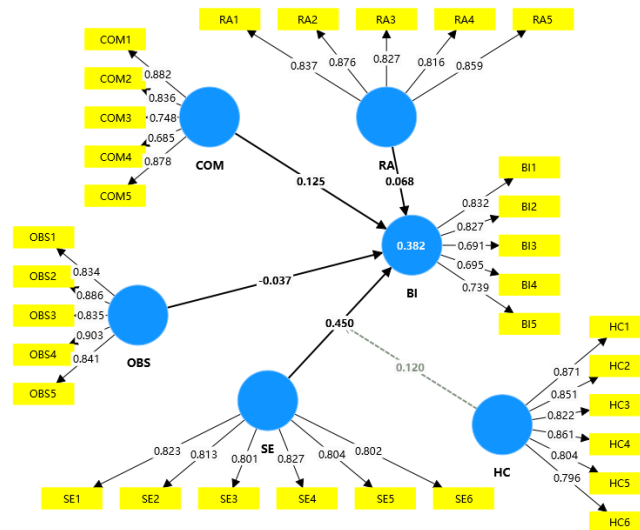 RA1 RA2 RA3 RA4 RA5
COM1
COM2
COM3
COM4
COM5
0.837 0.876 0.827 0.816 0.859
0.882
0.836
0.748
0.685
0.878
COM
RA
0.125
0.068
BI1
BI2
BI3
BI4
BI5
0.832
0.827
0.691
0.695
0.739
0.382
BI
OBS1
OBS2
OBS3
OBS4
OBS5
0.834
0.886
0.835
0.903
0.841
OBS
-0.037
0.450
0.120
SE
0.823 0.813 0.801 0.827 0.804 0.802
SE1 SE2 SE3 SE4 SE5 SE6
HC
0.871
0.851
0.822
0.861
0.804
0.796
HC1
HC2
HC3
HC4
HC5
HC6